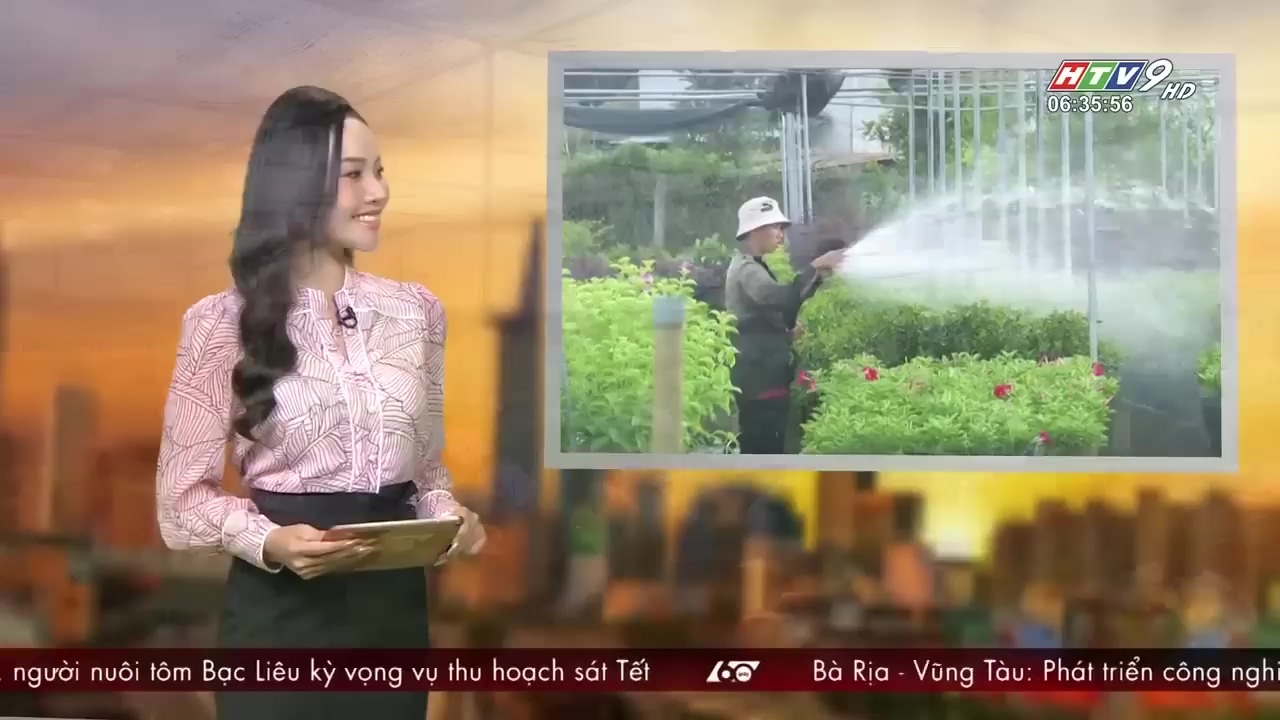 HTV9 HD
06:35:56
người nuôi tôm Bạc Liêu kỳ vọng vụ thu hoạch sát Tết 60 Bà Rịa - Vũng Tàu: Phát triển công nghi